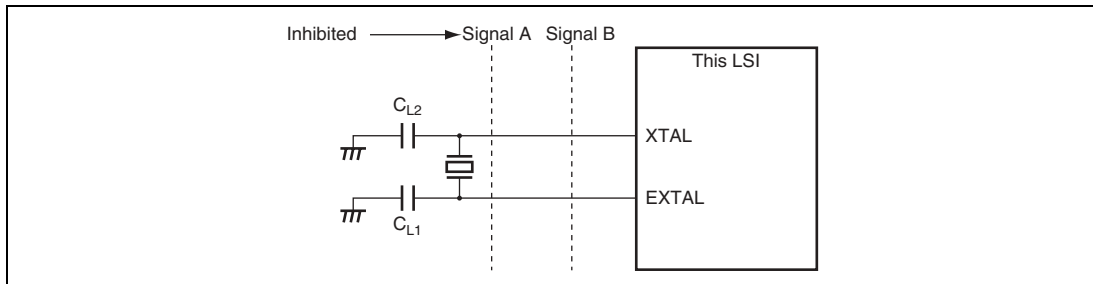 Inhibited Signal A Signal B
This LSI
CL2
XTAL
EXTAL
CL1